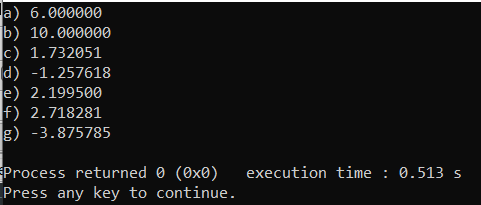 a) 6.000000
b) 10.000000
c) 1.732051
d) -1.257618
e) 2.199500
f) 2.718281
g) -3.875785
Process returned 0 (0x0)   execution time : 0.513 s
Press any key to continue.